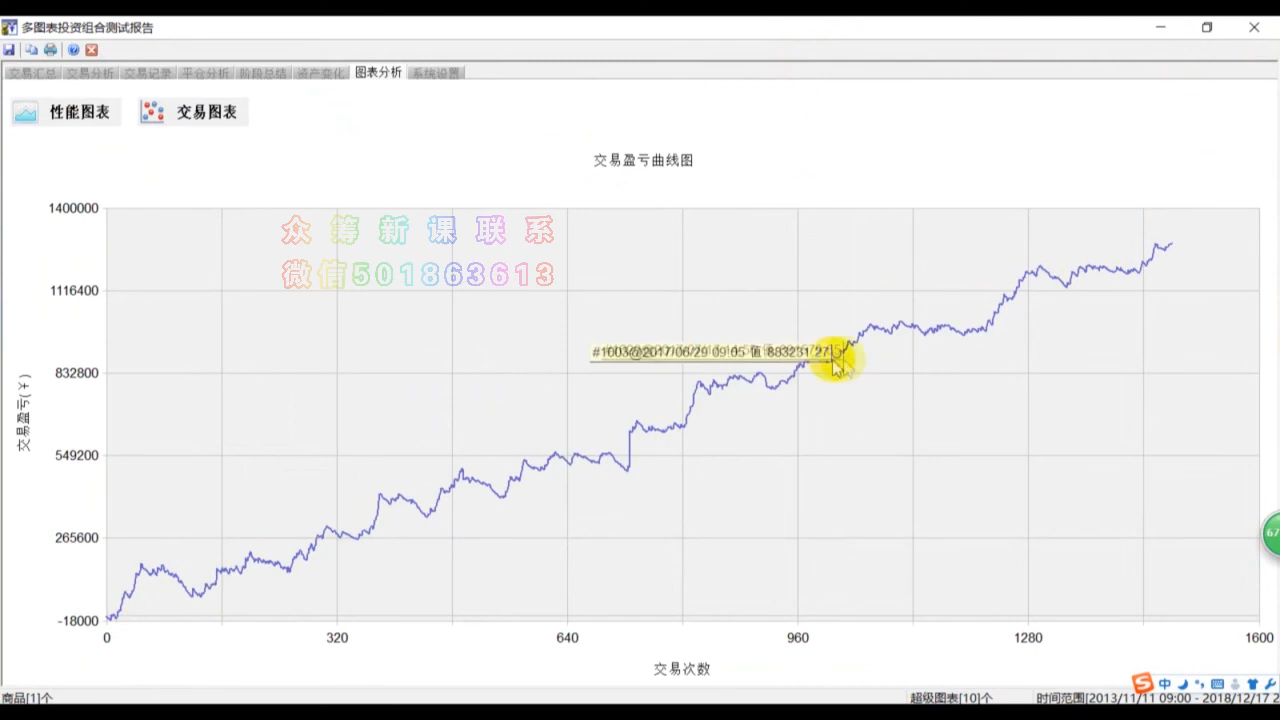 多图表投资组合测试报告
交易汇总 交易分析 交易记录 平仓分析 阶段总结 资产变化 图表分析 系统设置
性能图表 交易图表
交易盈亏曲线图
众筹新课联系
微信501863613
1400000
1116400
832800
549200
265600
-18000
交易盈亏(￥)
#1003@2017/06/29 09:05 值
0 320 640 960 1280 1600
交易次数
67
中
商品[1]个 超级图表[10]个 时间范围[2013/11/11 09:00 - 2018/12/17 2